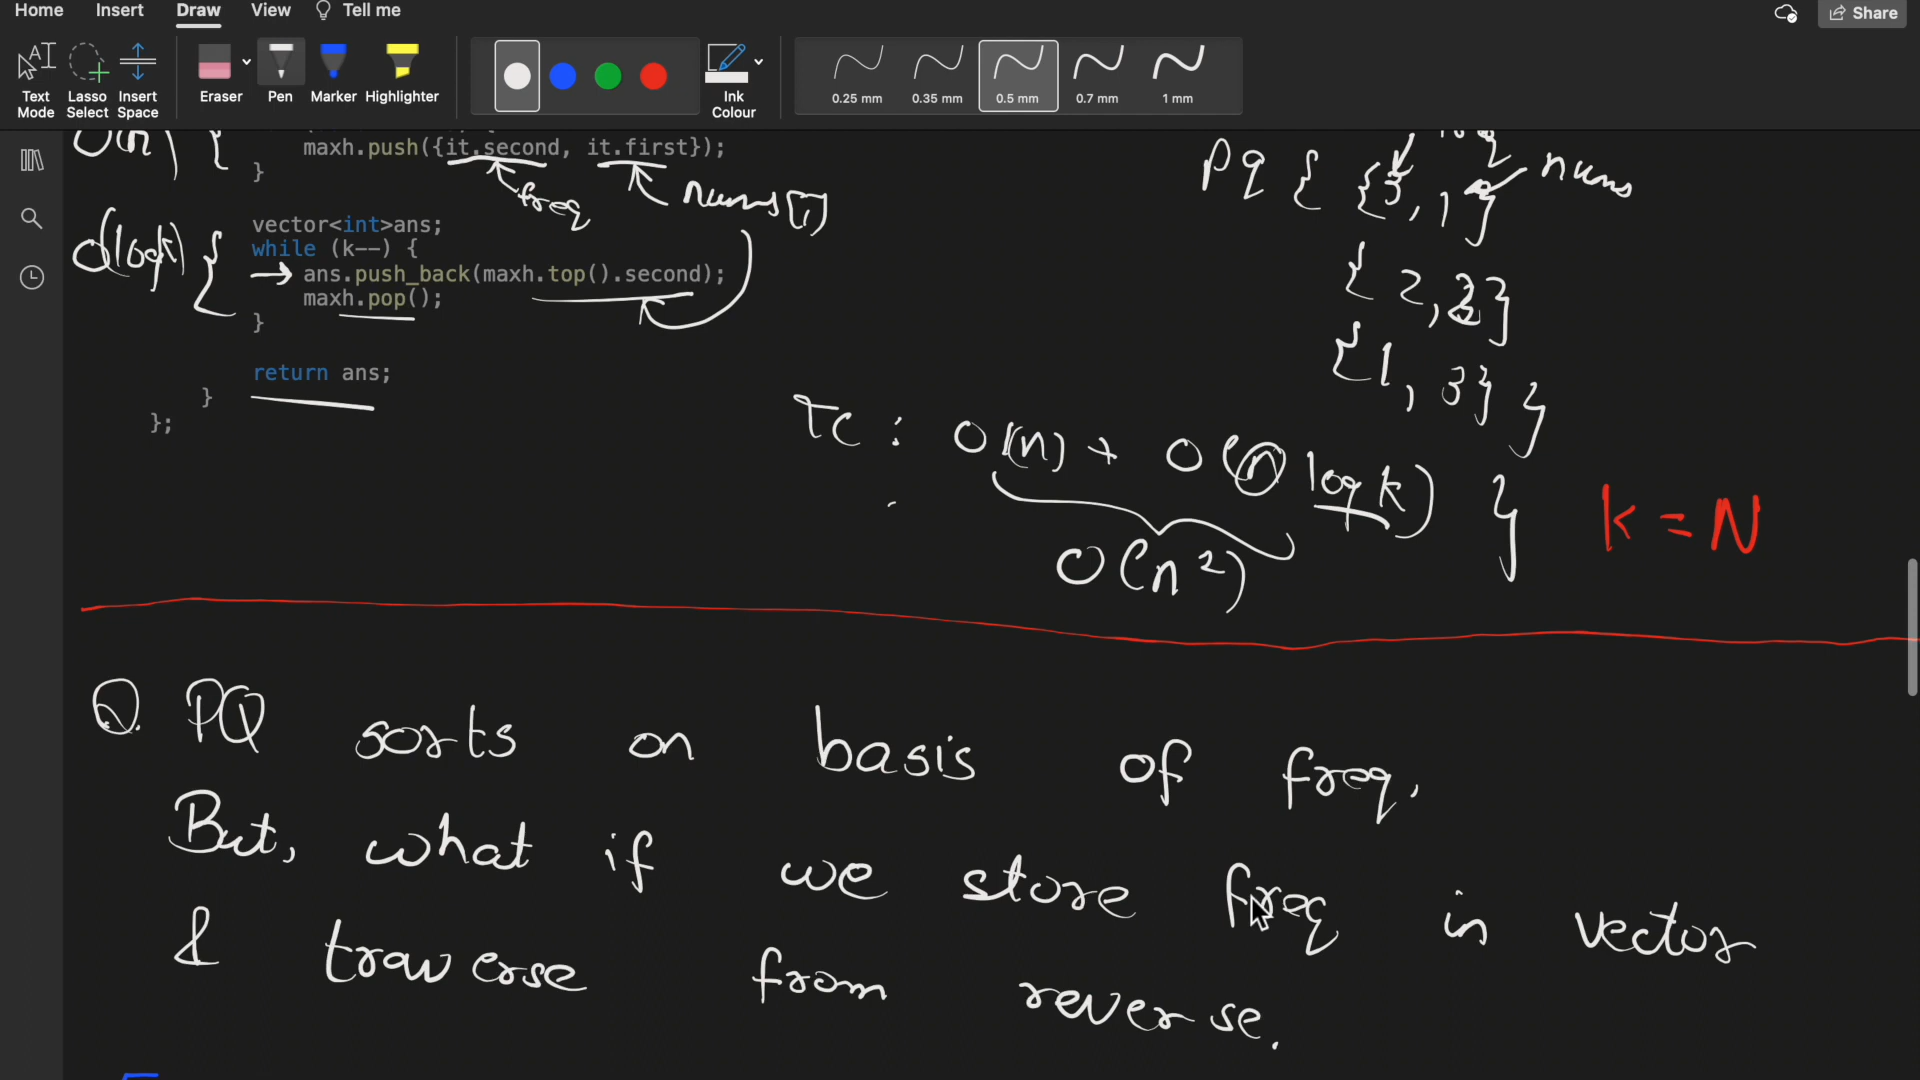 Home Insert Draw View Tell me Share
Text Mode
Lasso Select
Insert Space
Eraser
Pen
Marker
Highlighter
Ink Colour
0.25 mm
0.35 mm
0.5 mm
0.7 mm
1 mm
O(n) {
maxh.push({it.second, it.first});
}
freq
nums[i]
O(logk) {
vector<int>ans;
while (k--) {
→ ans.push_back(maxh.top().second);
maxh.pop();
}
return ans;
}
};
nums
pq { {3, 1}
{2, 2}
{1, 3} }
TC : O(n) + O(n log k) }
O(n²)
k = N
Q. PQ sorts on basis of freq.
But, what if we store freq in vector
& traverse from reverse.